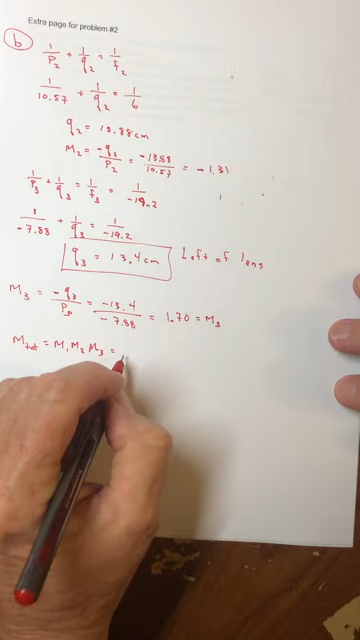 Extra page for problem #2
b
1/P₂ + 1/q₂ = 1/f₂
1/10.57 + 1/q₂ = 1/6
q₂ = 13.88 cm
M₂ = -q₂/P₂ = -13.88/10.57 = -1.31
1/P₃ + 1/q₃ = 1/f₃ = 1/-19.2
1/-7.88 + 1/q₃ = 1/-19.2
q₃ = 13.4 cm Left of lens
M₃ = -q₃/P₃ = -13.4/-7.88 = 1.70 = M₃
Mtot = M₁ M₂ M₃ =